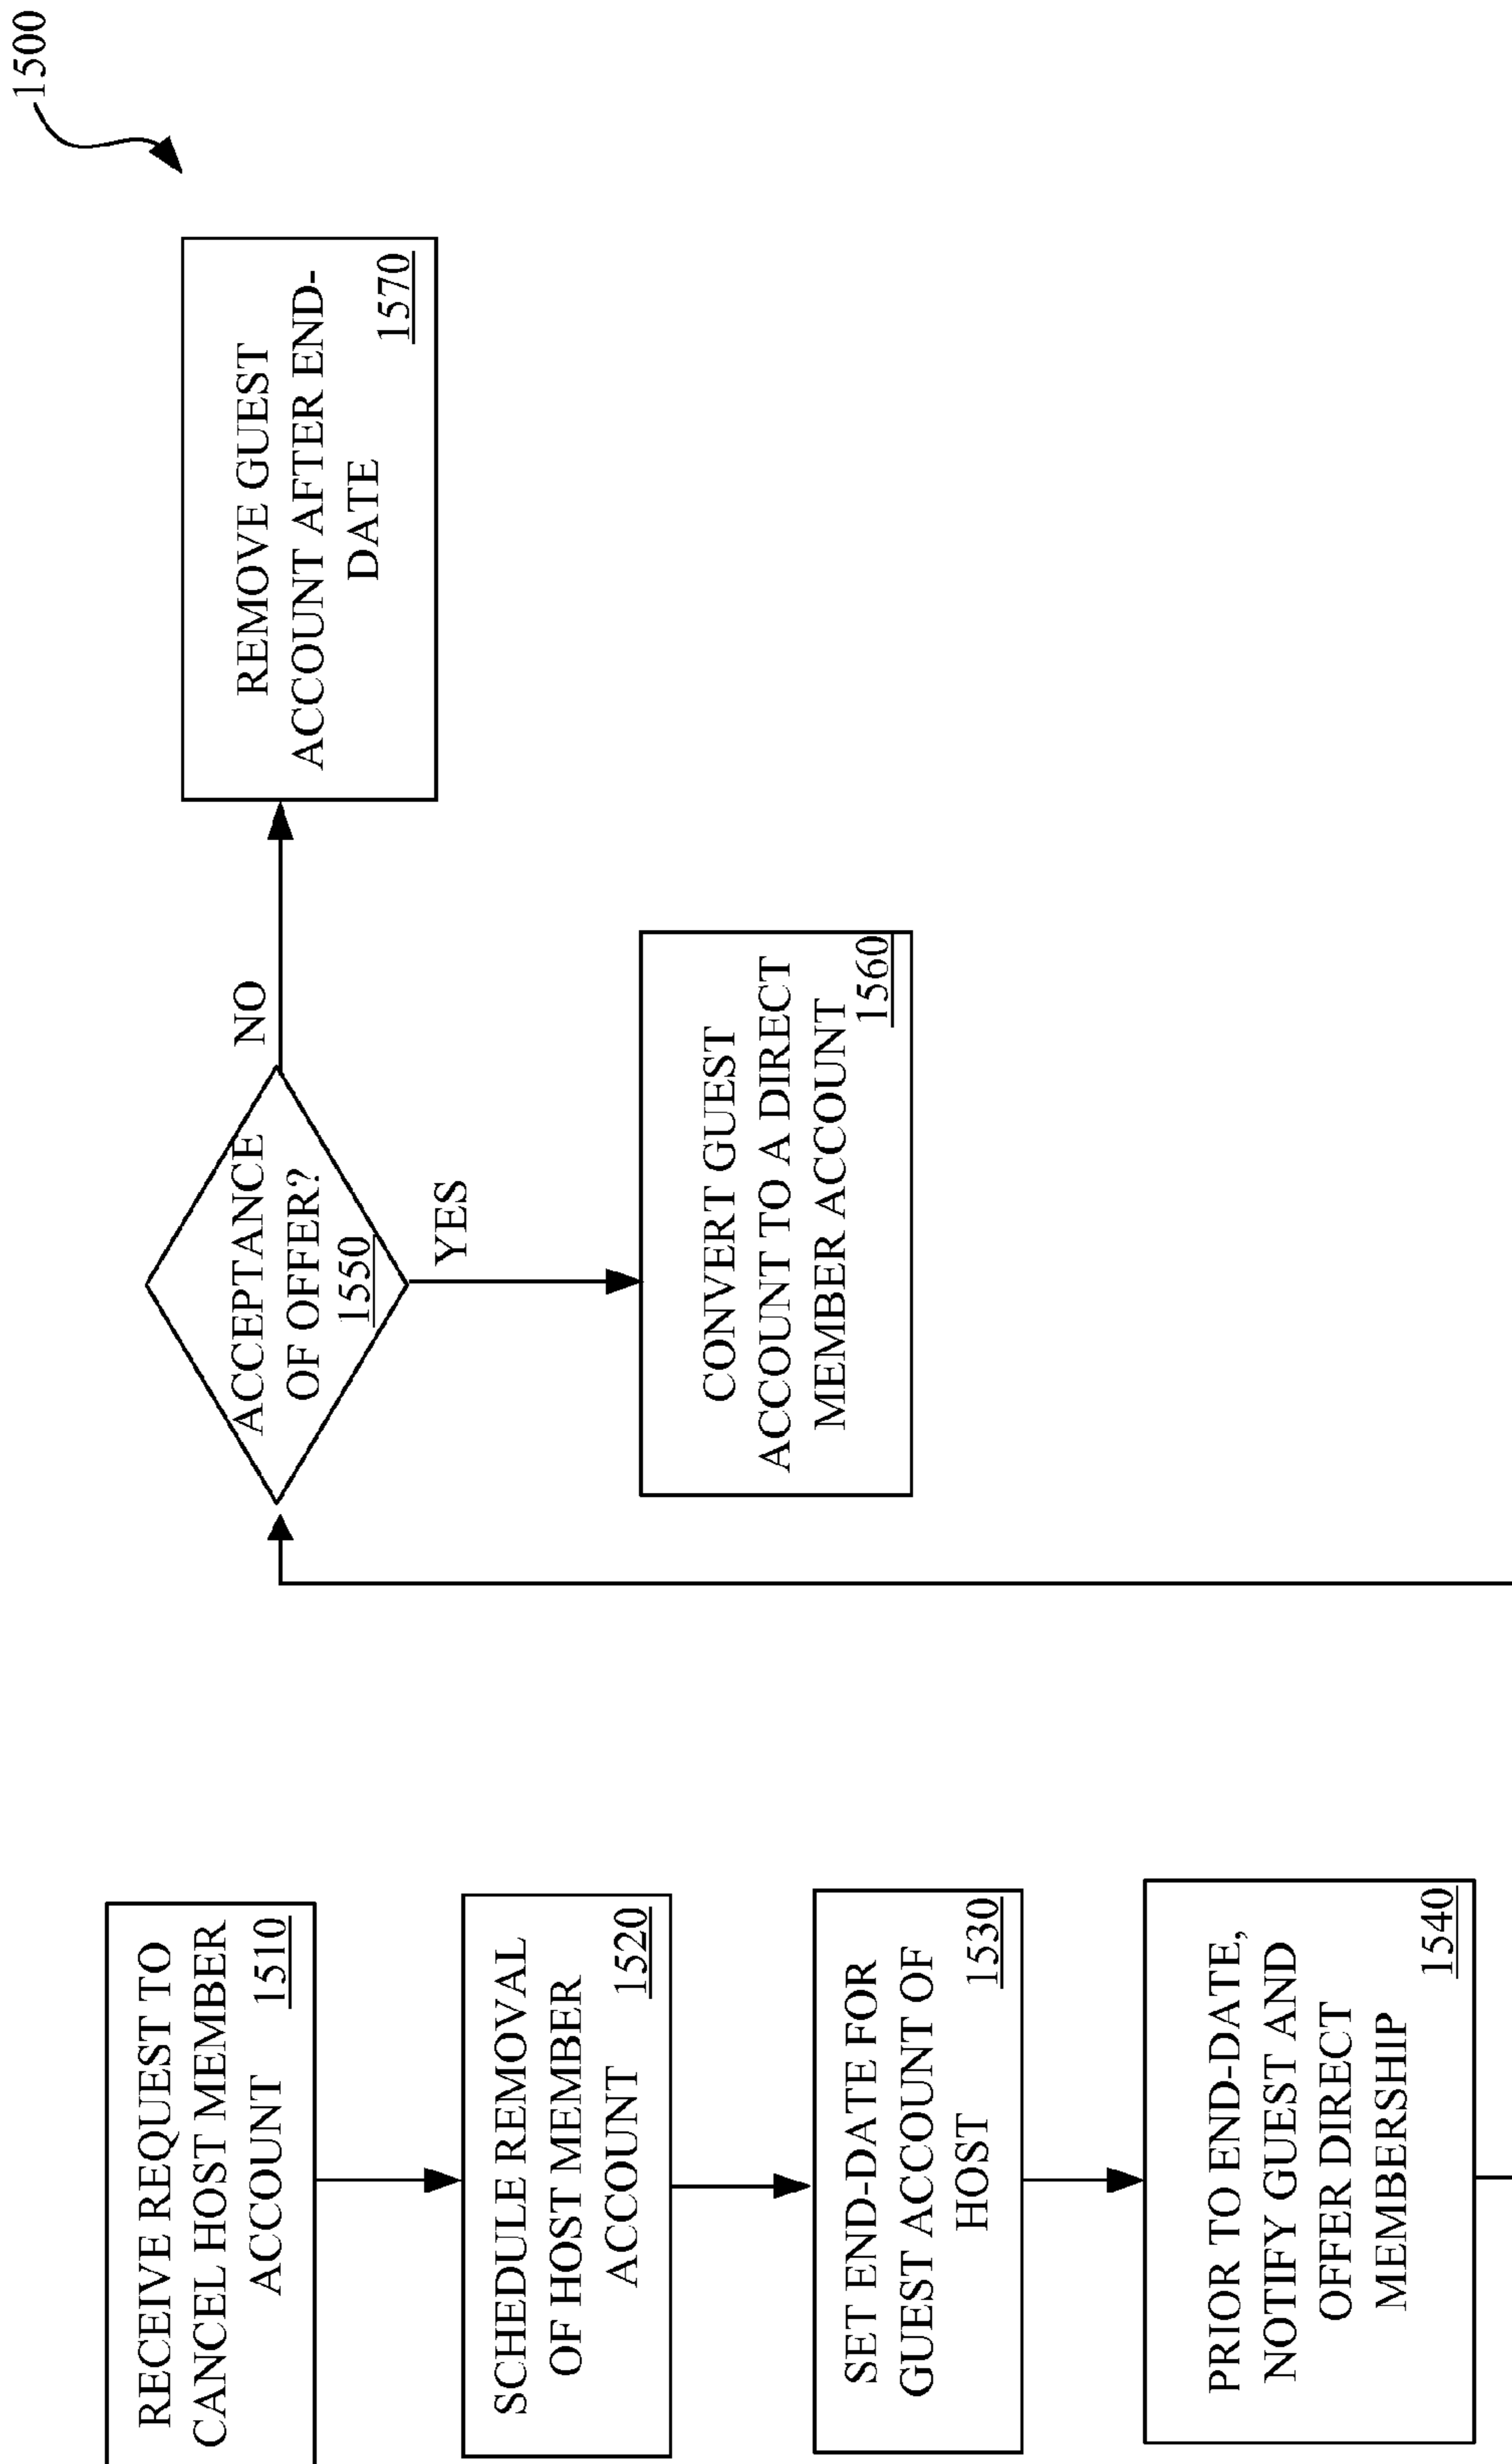 1500
RECEIVE REQUEST TO
CANCEL HOST MEMBER
ACCOUNT
1510
SCHEDULE REMOVAL
OF HOST MEMBER
ACCOUNT
1520
SET END-DATE FOR
GUEST ACCOUNT OF
HOST
1530
PRIOR TO END-DATE,
NOTIFY GUEST AND
OFFER DIRECT
MEMBERSHIP
1540
ACCEPTANCE
OF OFFER?
1550
NO
YES
CONVERT GUEST
ACCOUNT TO A DIRECT
MEMBER ACCOUNT
1560
REMOVE GUEST
ACCOUNT AFTER END-
DATE
1570